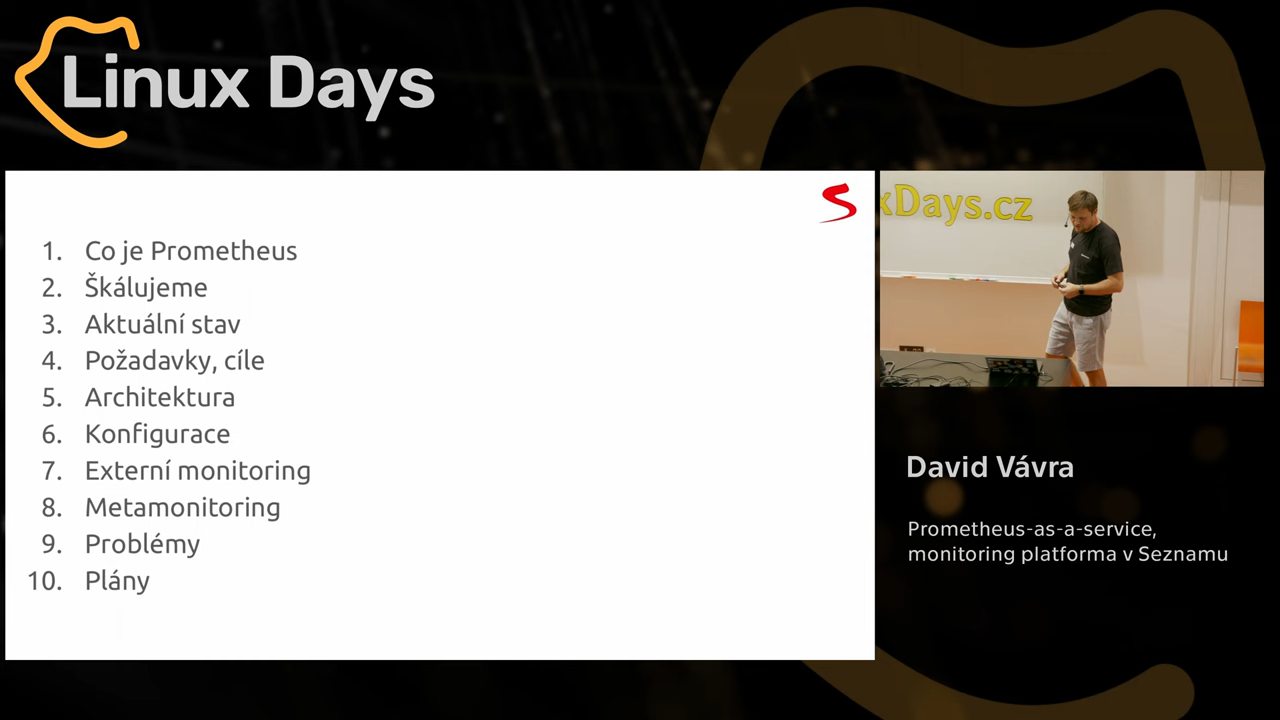 Linux Days
1. Co je Prometheus
2. Škálujeme
3. Aktuální stav
4. Požadavky, cíle
5. Architektura
6. Konfigurace
7. Externí monitoring
8. Metamonitoring
9. Problémy
10. Plány
xDays.cz
David Vávra
Prometheus-as-a-service,
monitoring platforma v Seznamu